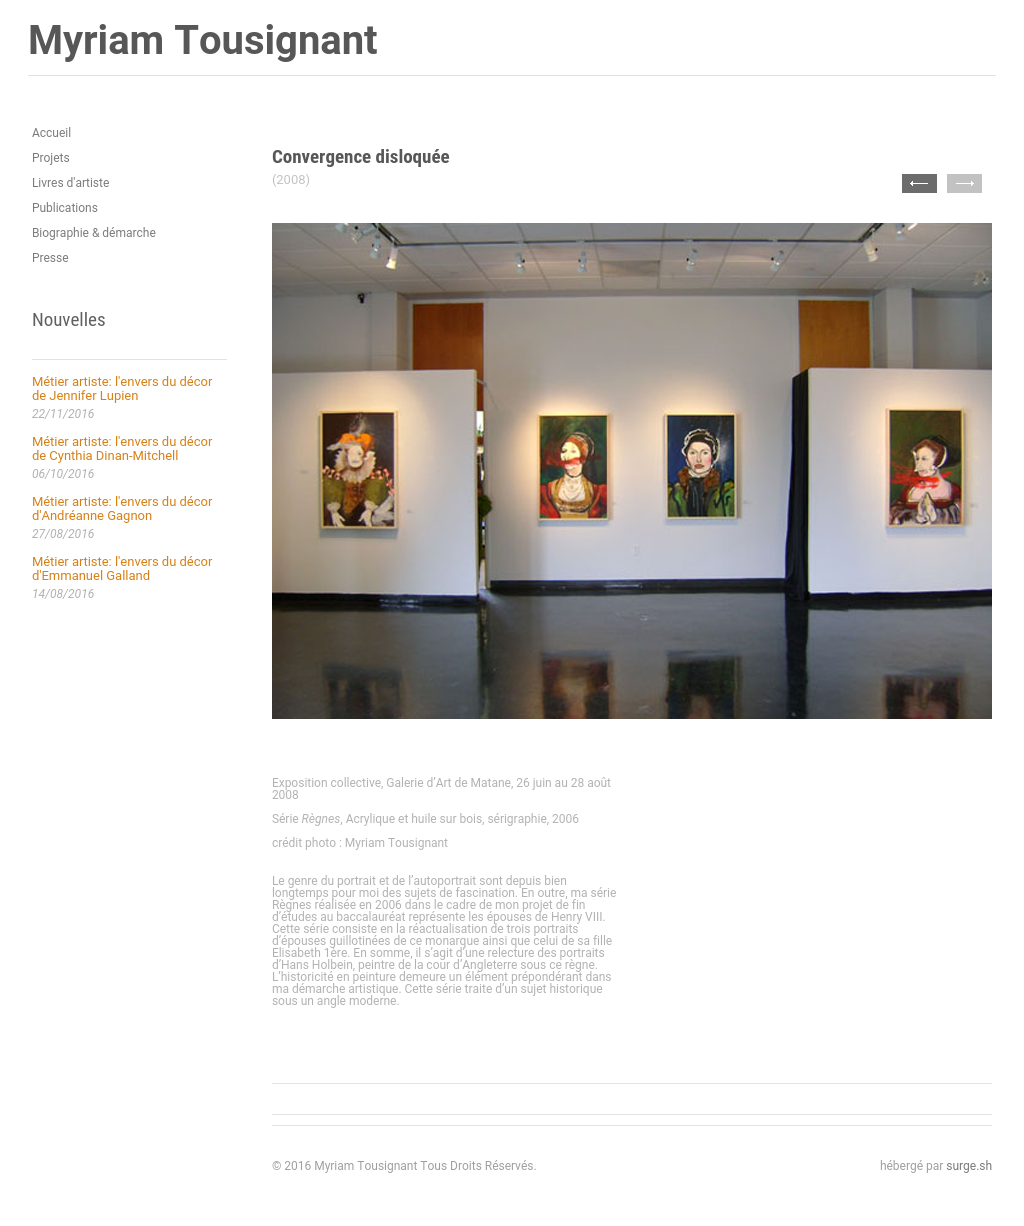 Myriam Tousignant
Accueil
Projets
Livres d’artiste
Publications
Biographie & démarche
Presse
Nouvelles
Métier artiste: l'envers du décor
de Jennifer Lupien
22/11/2016
Métier artiste: l'envers du décor
de Cynthia Dinan-Mitchell
06/10/2016
Métier artiste: l'envers du décor
d'Andréanne Gagnon
27/08/2016
Métier artiste: l'envers du décor
d'Emmanuel Galland
14/08/2016
Convergence disloquée
(2008)
Exposition collective, Galerie d’Art de Matane, 26 juin au 28 août
2008
Série Règnes, Acrylique et huile sur bois, sérigraphie, 2006
crédit photo : Myriam Tousignant
Le genre du portrait et de l’autoportrait sont depuis bien
longtemps pour moi des sujets de fascination. En outre, ma série
Règnes réalisée en 2006 dans le cadre de mon projet de fin
d’études au baccalauréat représente les épouses de Henry VIII.
Cette série consiste en la réactualisation de trois portraits
d’épouses guillotinées de ce monarque ainsi que celui de sa fille
Elisabeth 1ère. En somme, il s’agit d’une relecture des portraits
d’Hans Holbein, peintre de la cour d’Angleterre sous ce règne.
L’historicité en peinture demeure un élément prépondérant dans
ma démarche artistique. Cette série traite d’un sujet historique
sous un angle moderne.
© 2016 Myriam Tousignant Tous Droits Réservés.
hébergé par surge.sh